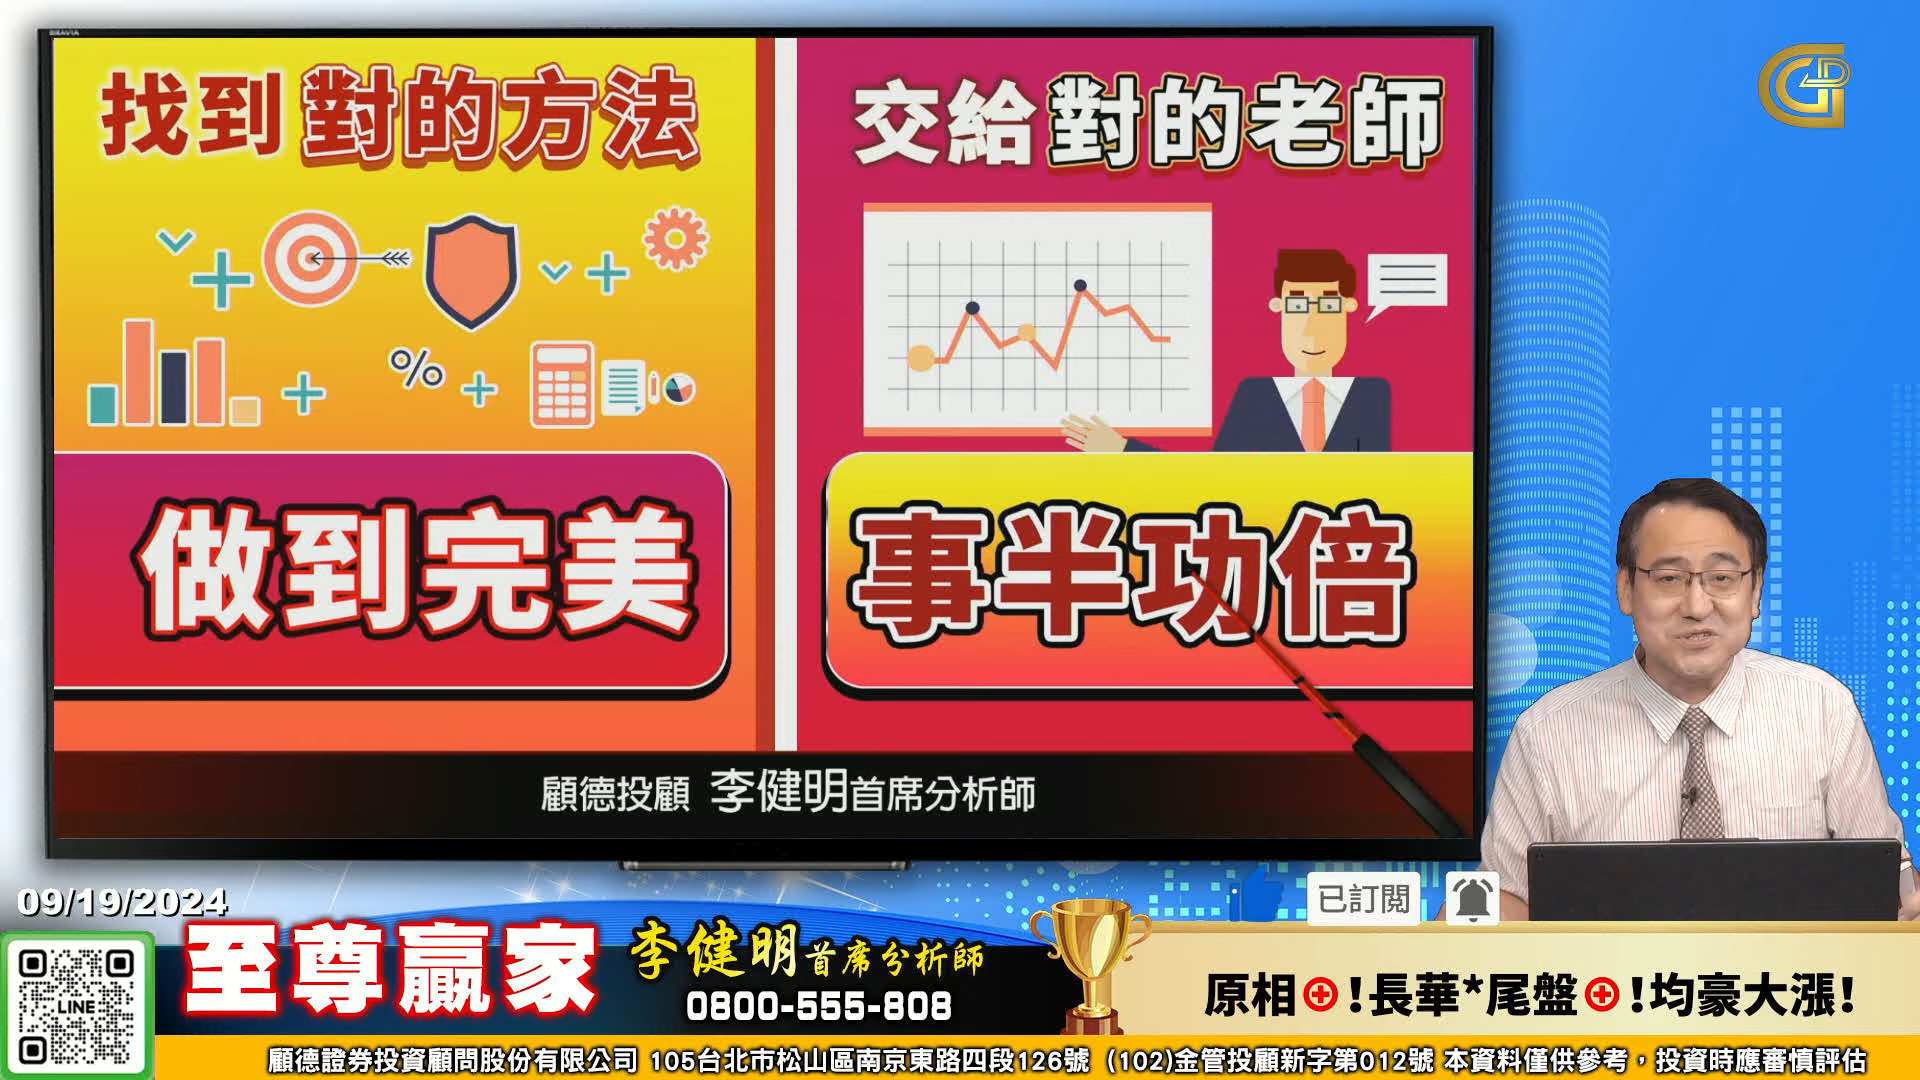 BRAVIA
找到對的方法
交給對的老師
%
做到完美
事半功倍
顧德投顧 李健明首席分析師
09/19/2024
已訂閱
LINE
至尊贏家
李健明首席分析師
0800-555-808
原相⊕!長華*尾盤⊕!均豪大漲!
顧德證券投資顧問股份有限公司 105台北市松山區南京東路四段126號 (102)金管投顧新字第012號 本資料僅供參考，投資時應審慎評估